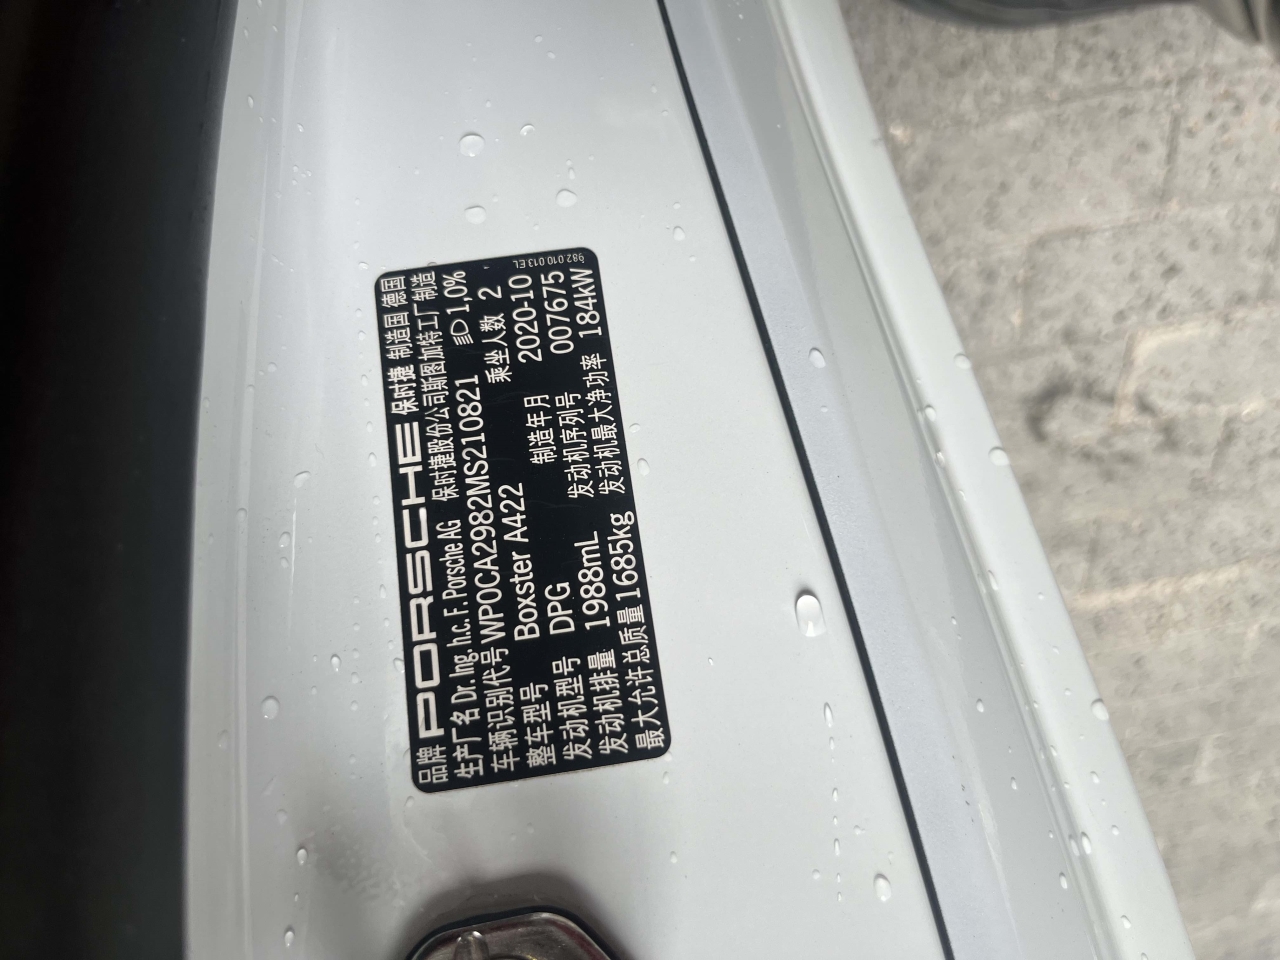 品牌 PORSCHE 保时捷 制造国 德国
生产厂名 Dr. Ing. h.c. F. Porsche AG 保时捷股份公司斯图加特工厂制造
车辆识别代号 WP0CA2982MS210821 1,0%
整车型号 Boxster A422 乘坐人数 2
发动机型号 DPG 制造年月 2020-10
发动机排量 1988mL 发动机序列号 007675
最大允许总质量 1685kg 发动机最大净功率 184kW
982.010.013.EL